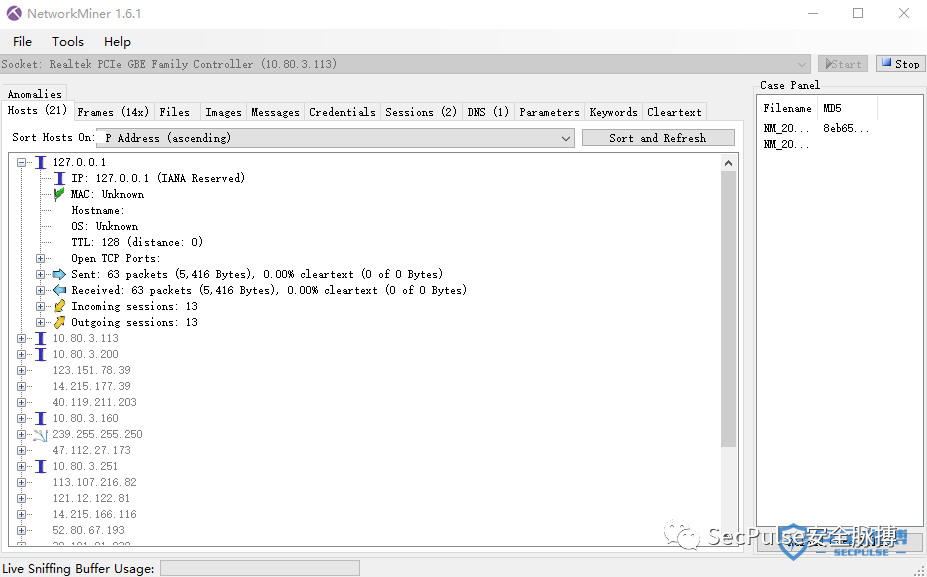 NetworkMiner 1.6.1
File Tools Help
Socket: Realtek PCIe GBE Family Controller (10.80.3.113)
Start
Stop
Anomalies
Hosts (21) Frames (14x) Files Images Messages Credentials Sessions (2) DNS (1) Parameters Keywords Cleartext
Sort Hosts On: P Address (ascending)
Sort and Refresh
127.0.0.1
IP: 127.0.0.1 (IANA Reserved)
MAC: Unknown
Hostname:
OS: Unknown
TTL: 128 (distance: 0)
Open TCP Ports:
Sent: 63 packets (5,416 Bytes), 0.00% cleartext (0 of 0 Bytes)
Received: 63 packets (5,416 Bytes), 0.00% cleartext (0 of 0 Bytes)
Incoming sessions: 13
Outgoing sessions: 13
10.80.3.113
10.80.3.200
123.151.78.39
14.215.177.39
40.119.211.203
10.80.3.160
239.255.255.250
47.112.27.173
10.80.3.251
113.107.216.82
121.12.122.81
14.215.166.116
52.80.67.193
Case Panel
Filename MD5
NM_20... 8eb65...
NM_20...
SecPulse安全脉搏
SECPULSE
Live Sniffing Buffer Usage: